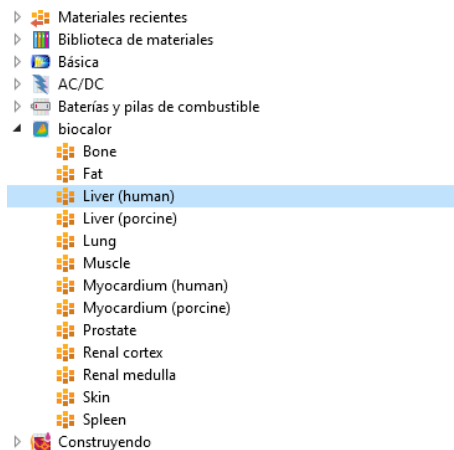 Materiales recientes
Biblioteca de materiales
Básica
AC/DC
Baterías y pilas de combustible
biocalor
Bone
Fat
Liver (human)
Liver (porcine)
Lung
Muscle
Myocardium (human)
Myocardium (porcine)
Prostate
Renal cortex
Renal medulla
Skin
Spleen
Construyendo